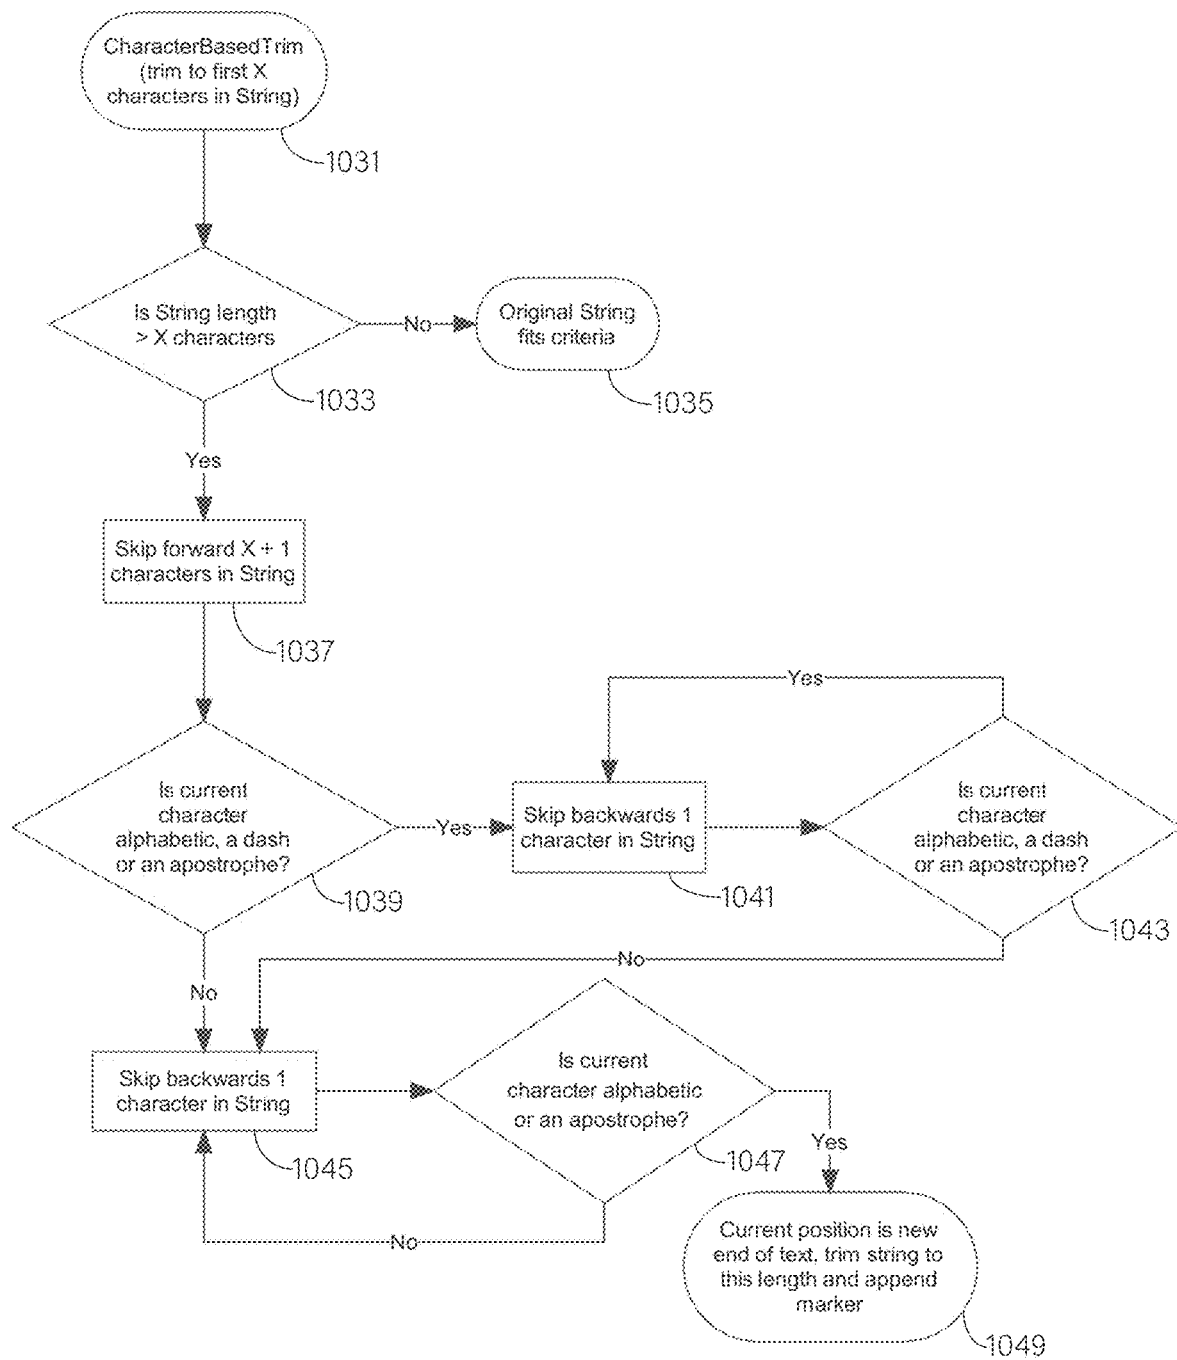 CharacterBasedTrim
(trim to first X
characters in String)
1031
Is String length
> X characters
1033
No
Original String
fits criteria
1035
Yes
Skip forward X + 1
characters in String
1037
Yes
Is current
character
alphabetic, a dash
or an apostrophe?
1039
Yes
Skip backwards 1
character in String
1041
Is current
character
alphabetic, a dash
or an apostrophe?
1043
No
No
Skip backwards 1
character in String
1045
Is current
character alphabetic
or an apostrophe?
1047
Yes
No
Current position is new
end of text, trim string to
this length and append
marker
1049